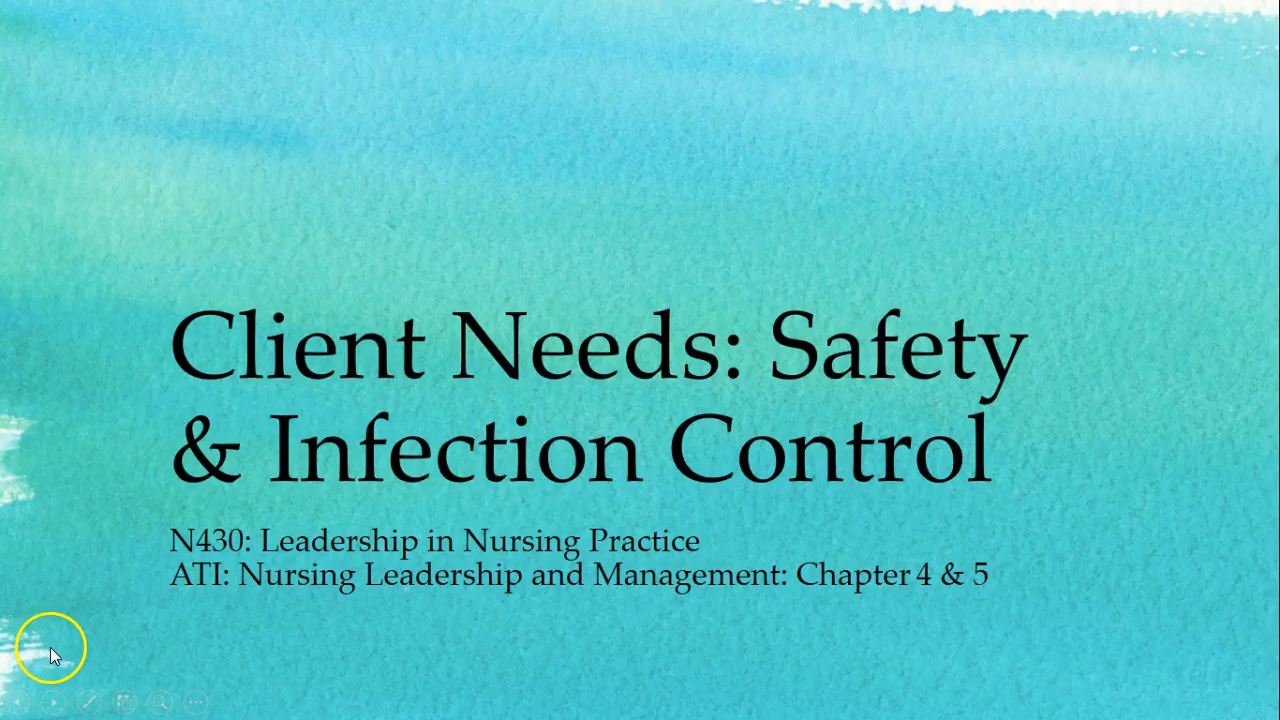 Client Needs: Safety
& Infection Control
N430: Leadership in Nursing Practice
ATI: Nursing Leadership and Management: Chapter 4 & 5